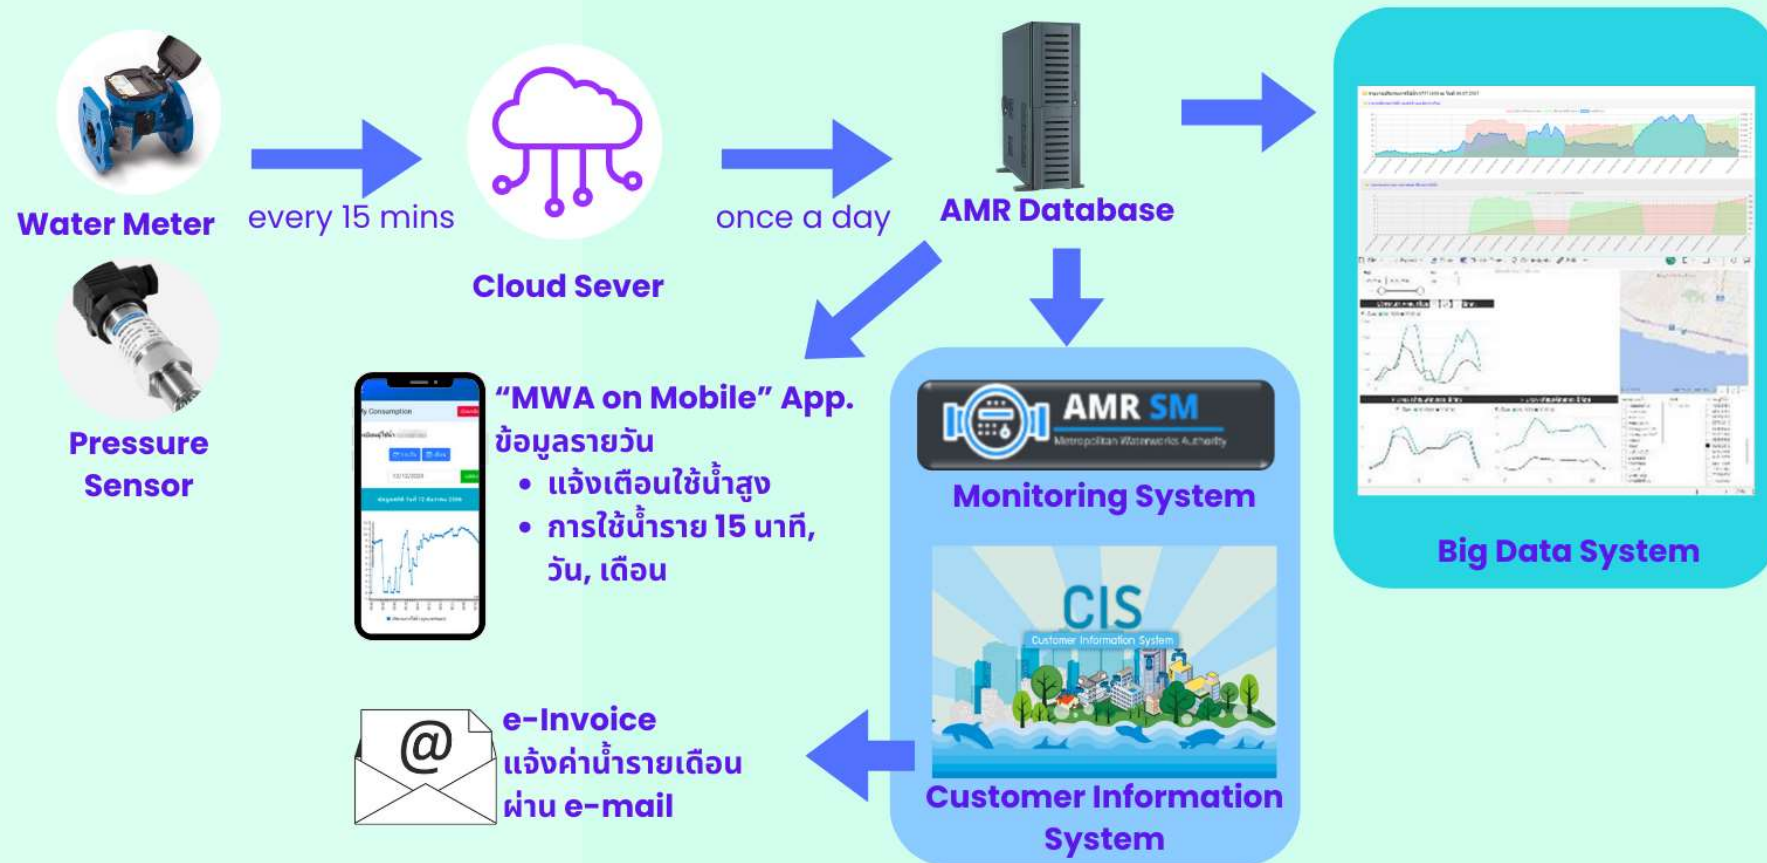 Water Meter
every 15 mins
Cloud Sever
once a day
AMR Database
Pressure
Sensor
My Consumption
12/12/2023
"MWA on Mobile" App.
ข้อมูลรายวัน
• แจ้งเตือนใช้น้ำสูง
• การใช้น้ำราย 15 นาที,
วัน, เดือน
AMR SM
Metropolitan Waterworks Authority
Monitoring System
CIS
Customer Information System
Customer Information
System
@
e-Invoice
แจ้งค่าน้ำรายเดือน
ผ่าน e-mail
Big Data System